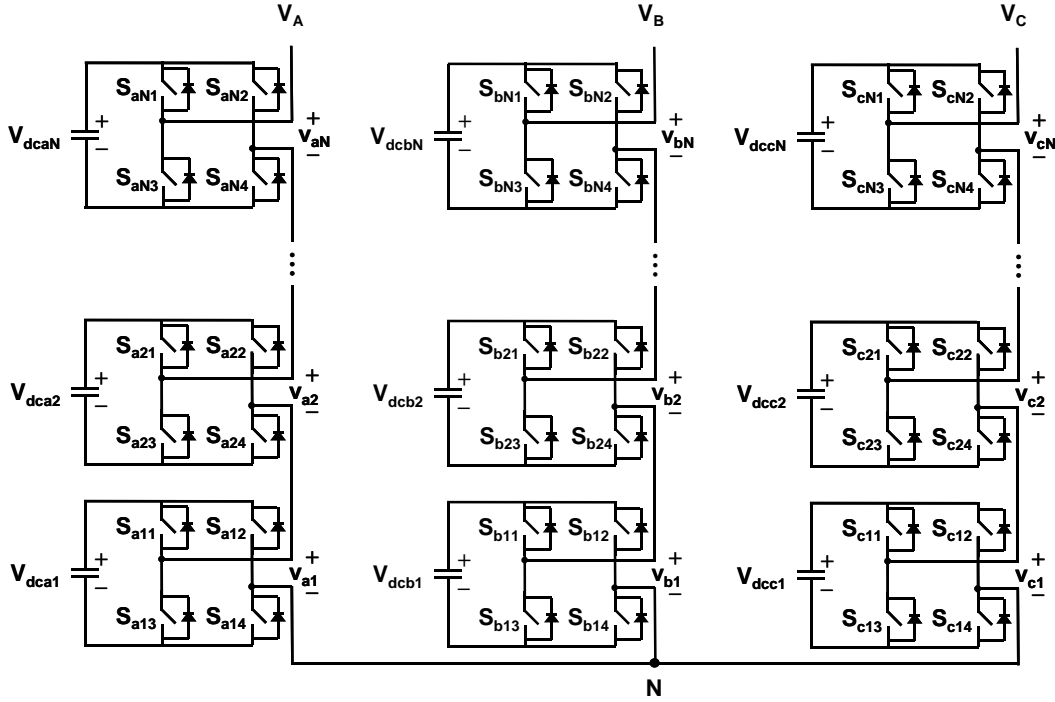 V_A V_B V_C
S_aN1 S_aN2 S_bN1 S_bN2 S_cN1 S_cN2
V_dcaN + − + v_aN − V_dcbN + − + v_bN − V_dccN + − + v_cN −
S_aN3 S_aN4 S_bN3 S_bN4 S_cN3 S_cN4
S_a21 S_a22 S_b21 S_b22 S_c21 S_c22
V_dca2 + − + v_a2 − V_dcb2 + − + v_b2 − V_dcc2 + − + v_c2 −
S_a23 S_a24 S_b23 S_b24 S_c23 S_c24
S_a11 S_a12 S_b11 S_b12 S_c11 S_c12
V_dca1 + − + v_a1 − V_dcb1 + − + v_b1 − V_dcc1 + − + v_c1 −
S_a13 S_a14 S_b13 S_b14 S_c13 S_c14
N